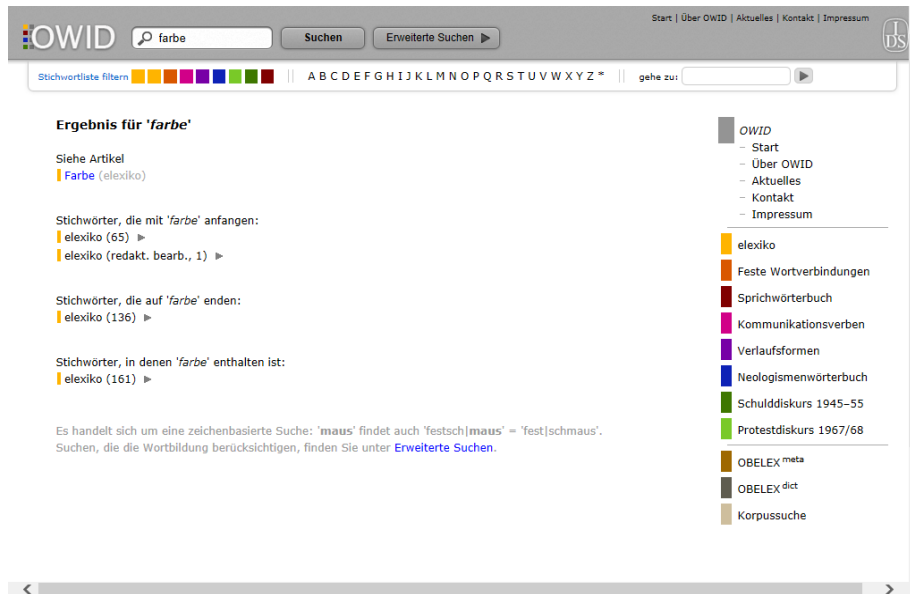 Start | Über OWID | Aktuelles | Kontakt | Impressum
OWID
farbe
Suchen
Erweiterte Suchen
IDS
Stichwortliste filtern
A B C D E F G H I J K L M N O P Q R S T U V W X Y Z *
gehe zu:
Ergebnis für 'farbe'
Siehe Artikel
Farbe (elexiko)
Stichwörter, die mit 'farbe' anfangen:
elexiko (65)
elexiko (redakt. bearb., 1)
Stichwörter, die auf 'farbe' enden:
elexiko (136)
Stichwörter, in denen 'farbe' enthalten ist:
elexiko (161)
Es handelt sich um eine zeichenbasierte Suche: 'maus' findet auch 'festsch|maus' = 'fest|schmaus'.
Suchen, die die Wortbildung berücksichtigen, finden Sie unter Erweiterte Suchen.
OWID
– Start
– Über OWID
– Aktuelles
– Kontakt
– Impressum
elexiko
Feste Wortverbindungen
Sprichwörterbuch
Kommunikationsverben
Verlaufsformen
Neologismenwörterbuch
Schulddiskurs 1945–55
Protestdiskurs 1967/68
OBELEX meta
OBELEX dict
Korpussuche